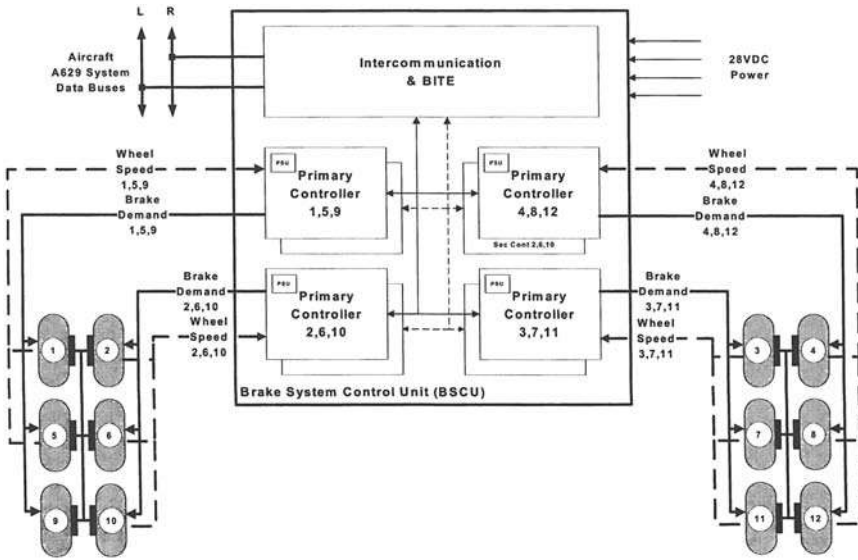 L R
Aircraft
A629 System
Data Buses
Intercommunication
& BITE
28VDC
Power
Wheel
Speed
1,5,9
Brake
Demand
1,5,9
PSU
Primary
Controller
1,5,9
PSU
Primary
Controller
4,8,12
Sec Cont 2,6,10
Wheel
Speed
4,8,12
Brake
Demand
4,8,12
Brake
Demand
2,6,10
Wheel
Speed
2,6,10
PSU
Primary
Controller
2,6,10
PSU
Primary
Controller
3,7,11
Brake
Demand
3,7,11
Wheel
Speed
3,7,11
Brake System Control Unit (BSCU)
1 2
3 4
5 6
7 8
9 10
11 12